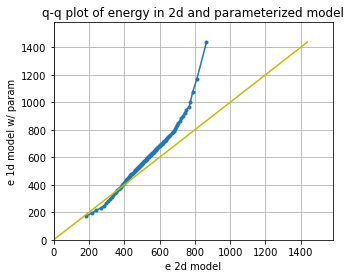 q-q plot of energy in 2d and parameterized model
1400
1200
1000
800
600
400
200
0
e 1d model w/ param
0 200 400 600 800 1000 1200 1400
e 2d model